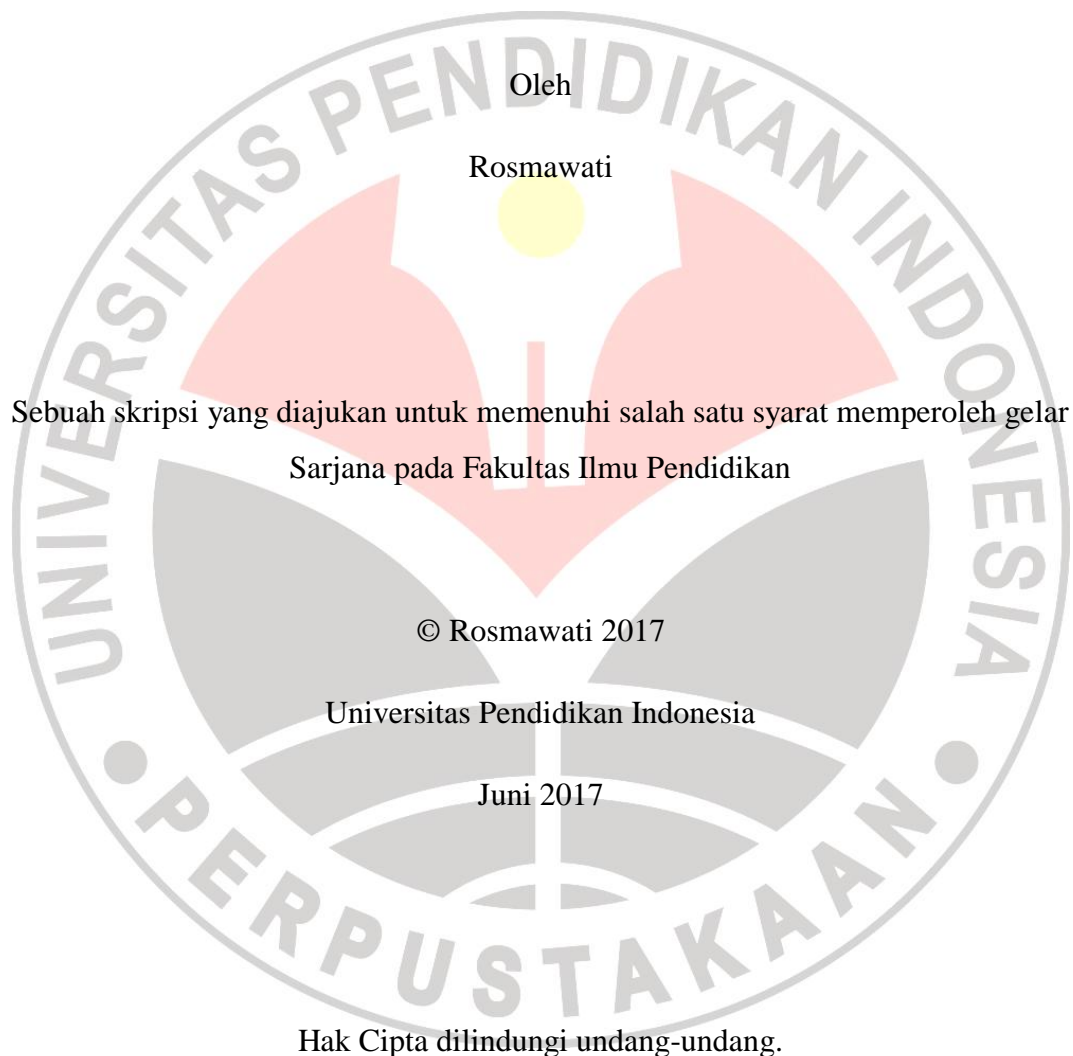 Oleh
Rosmawati
Sebuah skripsi yang diajukan untuk memenuhi salah satu syarat memperoleh gelar
Sarjana pada Fakultas Ilmu Pendidikan
© Rosmawati 2017
Universitas Pendidikan Indonesia
Juni 2017
Hak Cipta dilindungi undang-undang.
UNIVERSITAS PENDIDIKAN INDONESIA
PERPUSTAKAAN